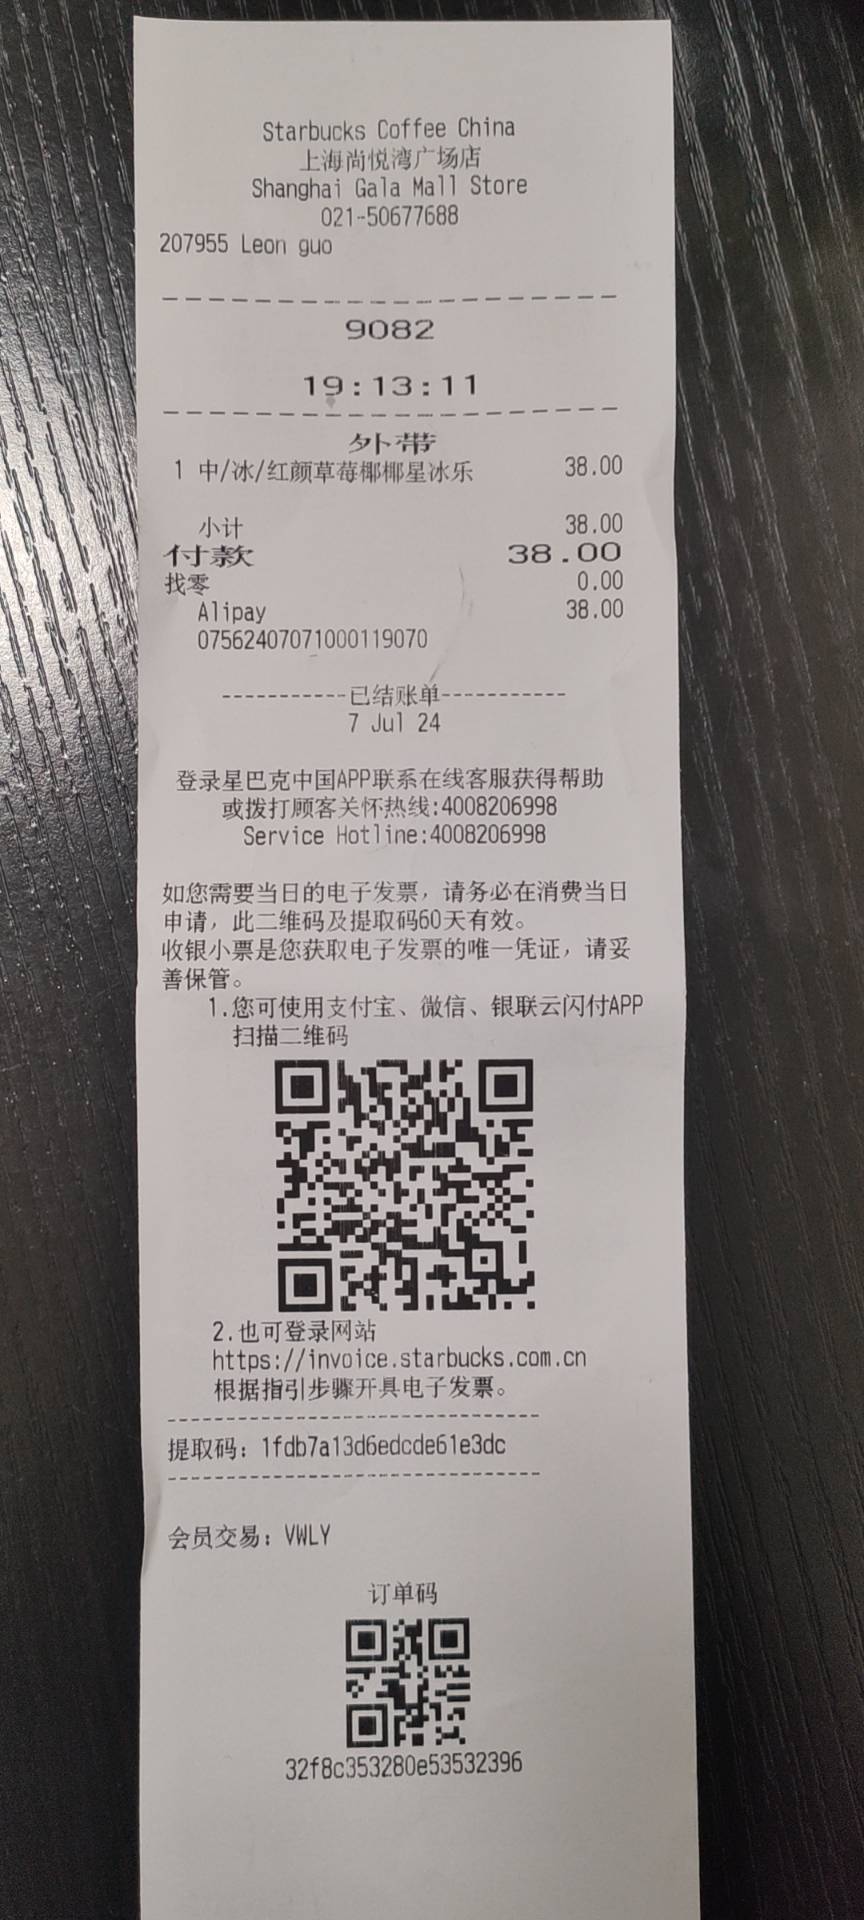 Starbucks Coffee China
上海尚悦湾广场店
Shanghai Gala Mall Store
021-50677688
207955 Leon guo
9082
19:13:11
外带
1 中/冰/红颜草莓椰椰星冰乐 38.00
小计 38.00
付款 38.00
找零 0.00
Alipay 38.00
07562407071000119070
-----------已结账单-----------
7 Jul 24
登录星巴克中国APP联系在线客服获得帮助
或拨打顾客关怀热线:4008206998
Service Hotline:4008206998
如您需要当日的电子发票，请务必在消费当日
申请，此二维码及提取码60天有效。
收银小票是您获取电子发票的唯一凭证，请妥
善保管。
1.您可使用支付宝、微信、银联云闪付APP
扫描二维码
2.也可登录网站
https://invoice.starbucks.com.cn
根据指引步骤开具电子发票。
提取码：1fdb7a13d6edcde61e3dc
会员交易：VWLY
订单码
32f8c353280e53532396